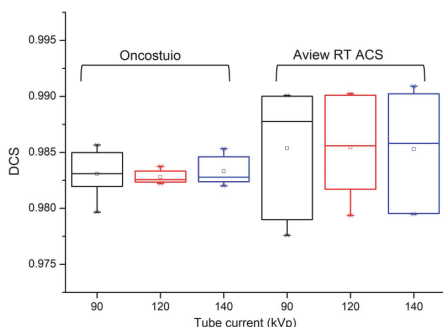 0.995
Oncostuio
Aview RT ACS
0.990
DCS
0.985
0.980
0.975
90
120
140
90
120
140
Tube current (kVp)